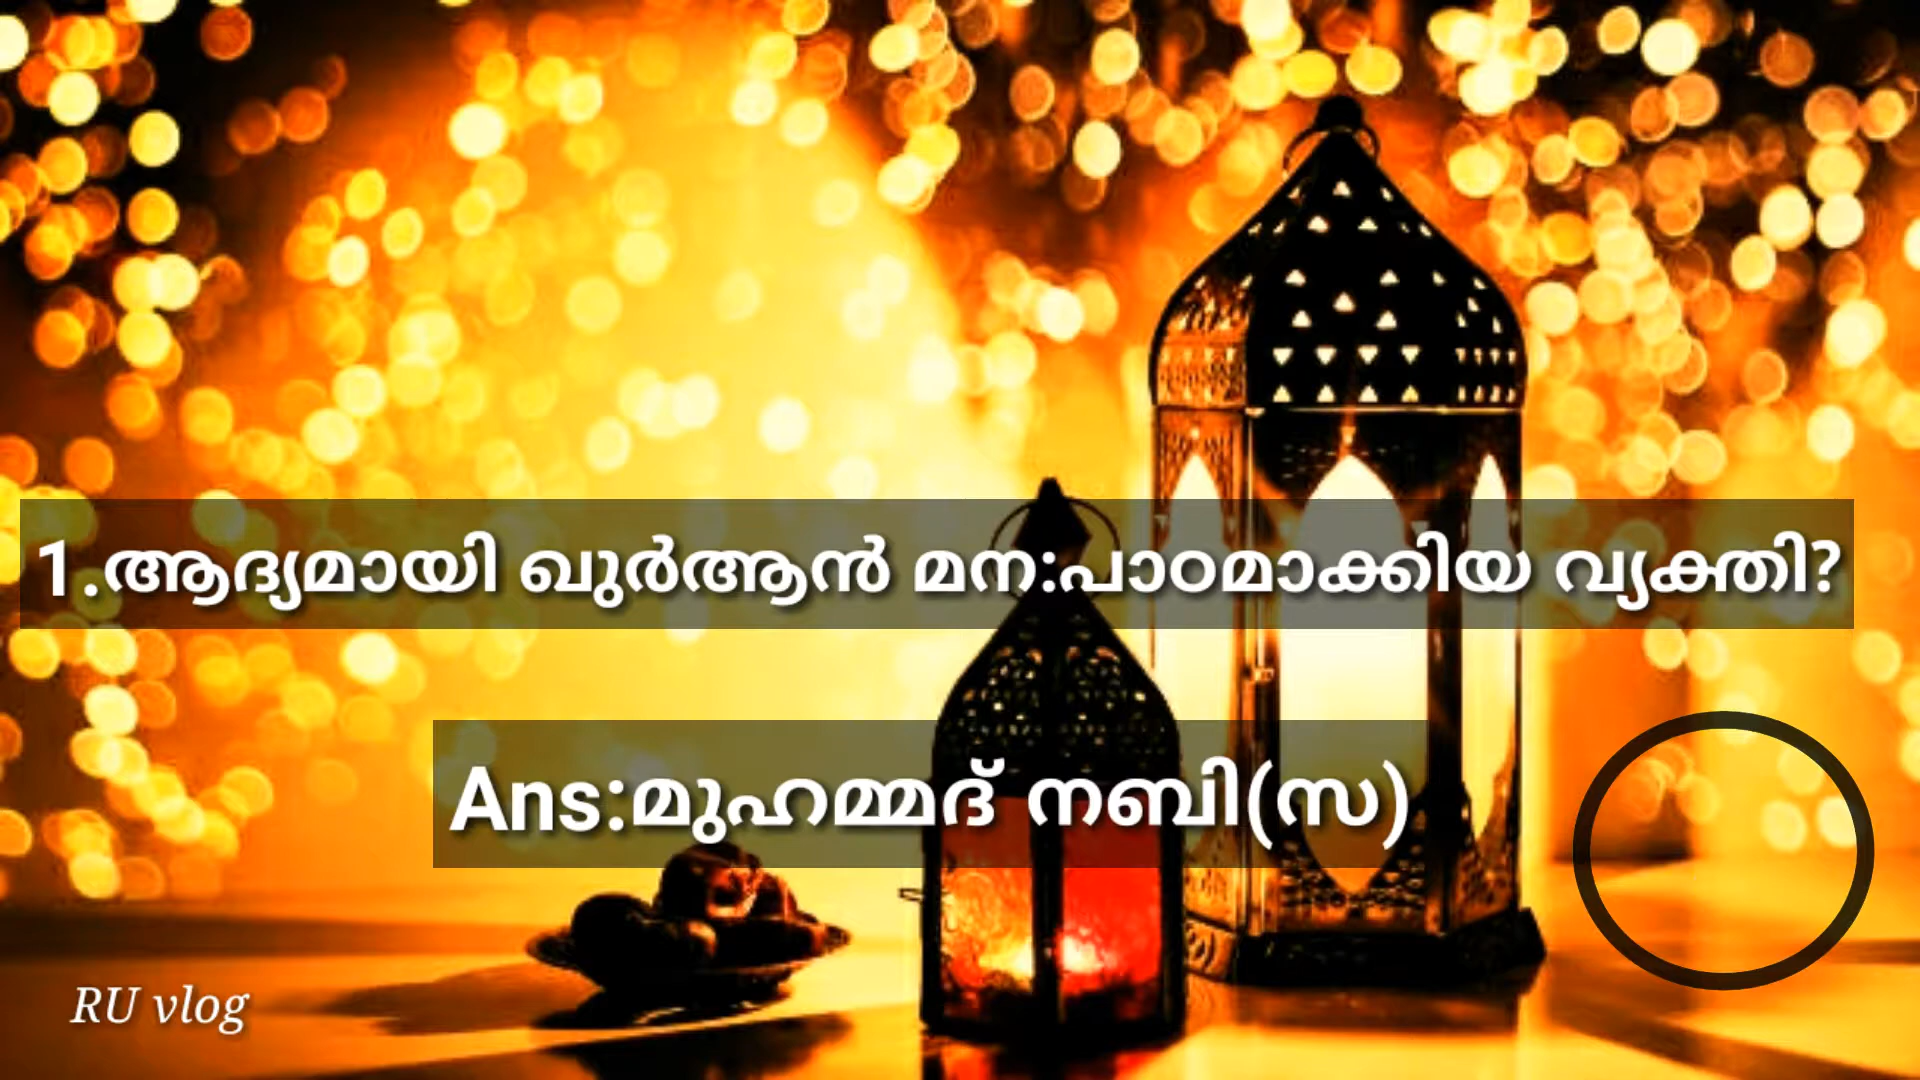 1.ആദ്യമായി ഖുർആൻ മന:പാഠമാക്കിയ വ്യക്തി?
Ans:മുഹമ്മദ് നബി(സ)
RU vlog